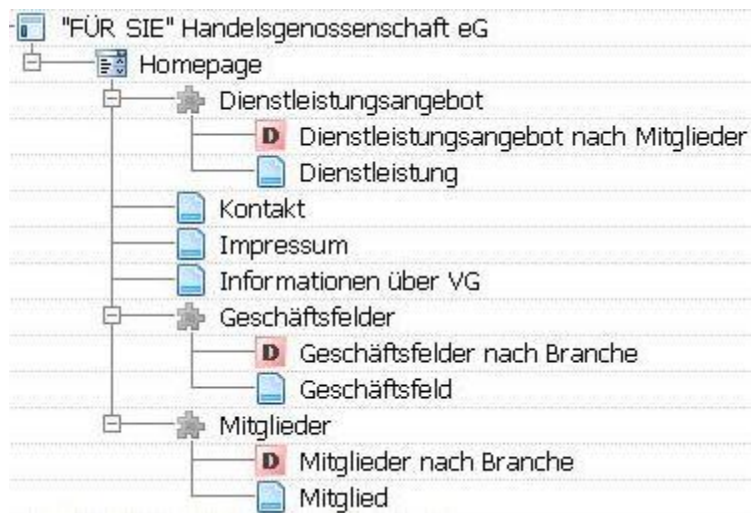 "FÜR SIE" Handelsgenossenschaft eG
Homepage
Dienstleistungsangebot
D Dienstleistungsangebot nach Mitglieder
Dienstleistung
Kontakt
Impressum
Informationen über VG
Geschäftsfelder
D Geschäftsfelder nach Branche
Geschäftsfeld
Mitglieder
D Mitglieder nach Branche
Mitglied